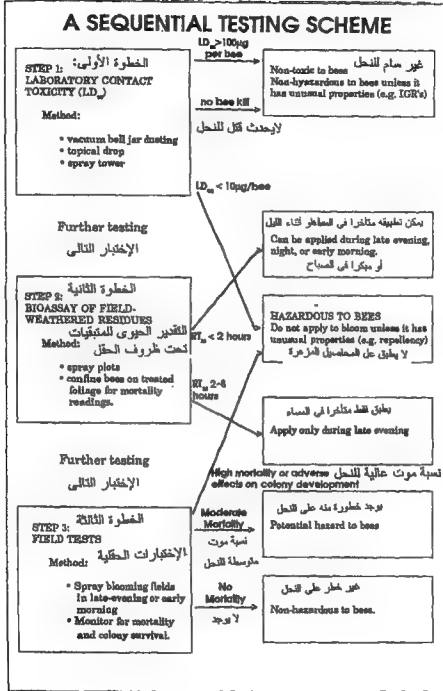 A SEQUENTIAL TESTING SCHEME
الخطوة الأولى:
STEP 1:
LABORATORY CONTACT
TOXICITY (LD50)
Method:
• vacuum bell jar dusting
• topical drop
• spray tower
LD50>100µg
per bee
no bee kill
لايحدث قتل للنحل
LD50 < 10µg/bee
غير سام للنحل
Non-toxic to bees
Non-hyzardous to bees unless it
has unusual properties (e.g. IGR's)
Further testing
الإختبار التالى
يمكن تطبيقه متأخرا فى المساء أثناء الليل
Can be applied during late evening,
night, or early morning.
أو مبكرا فى الصباح
الخطوة الثانية
STEP 2:
BIOASSAY OF FIELD-
WEATHERED RESIDUES
التقدير الحيوى للمتبقيات
Method:
تحت ظروف الحقل
• spray plots
• confine bees on treated
foliage for mortality
readings.
RT < 2 hours
RT 2-8
hours
HAZARDOUS TO BEES
Do not apply to bloom unless it has
unusual properties (e.g. repellency)
لا يطبق عل المحاصيل المزهرة
يطبق فقط متأخرا فى المساء
Apply only during late evening
Further testing
الإختبار التالى
High mortality or adverse
effects on colony development
نسبة موت عالية للنحل
الخطوة الثالثة
STEP 3:
FIELD TESTS
الإختبارات الحقلية
Method:
• Spray blooming fields
In late-evening or early
morning
• Monitor for mortality
and colony survival.
Moderate
Mortality
نسبة موت
متوسطة للنحل
يوجد خطورة منه على النحل
Potential hazard to bees
No
Mortality
لا يوجد
غير خطر على النحل
Non-hazardous to bees.